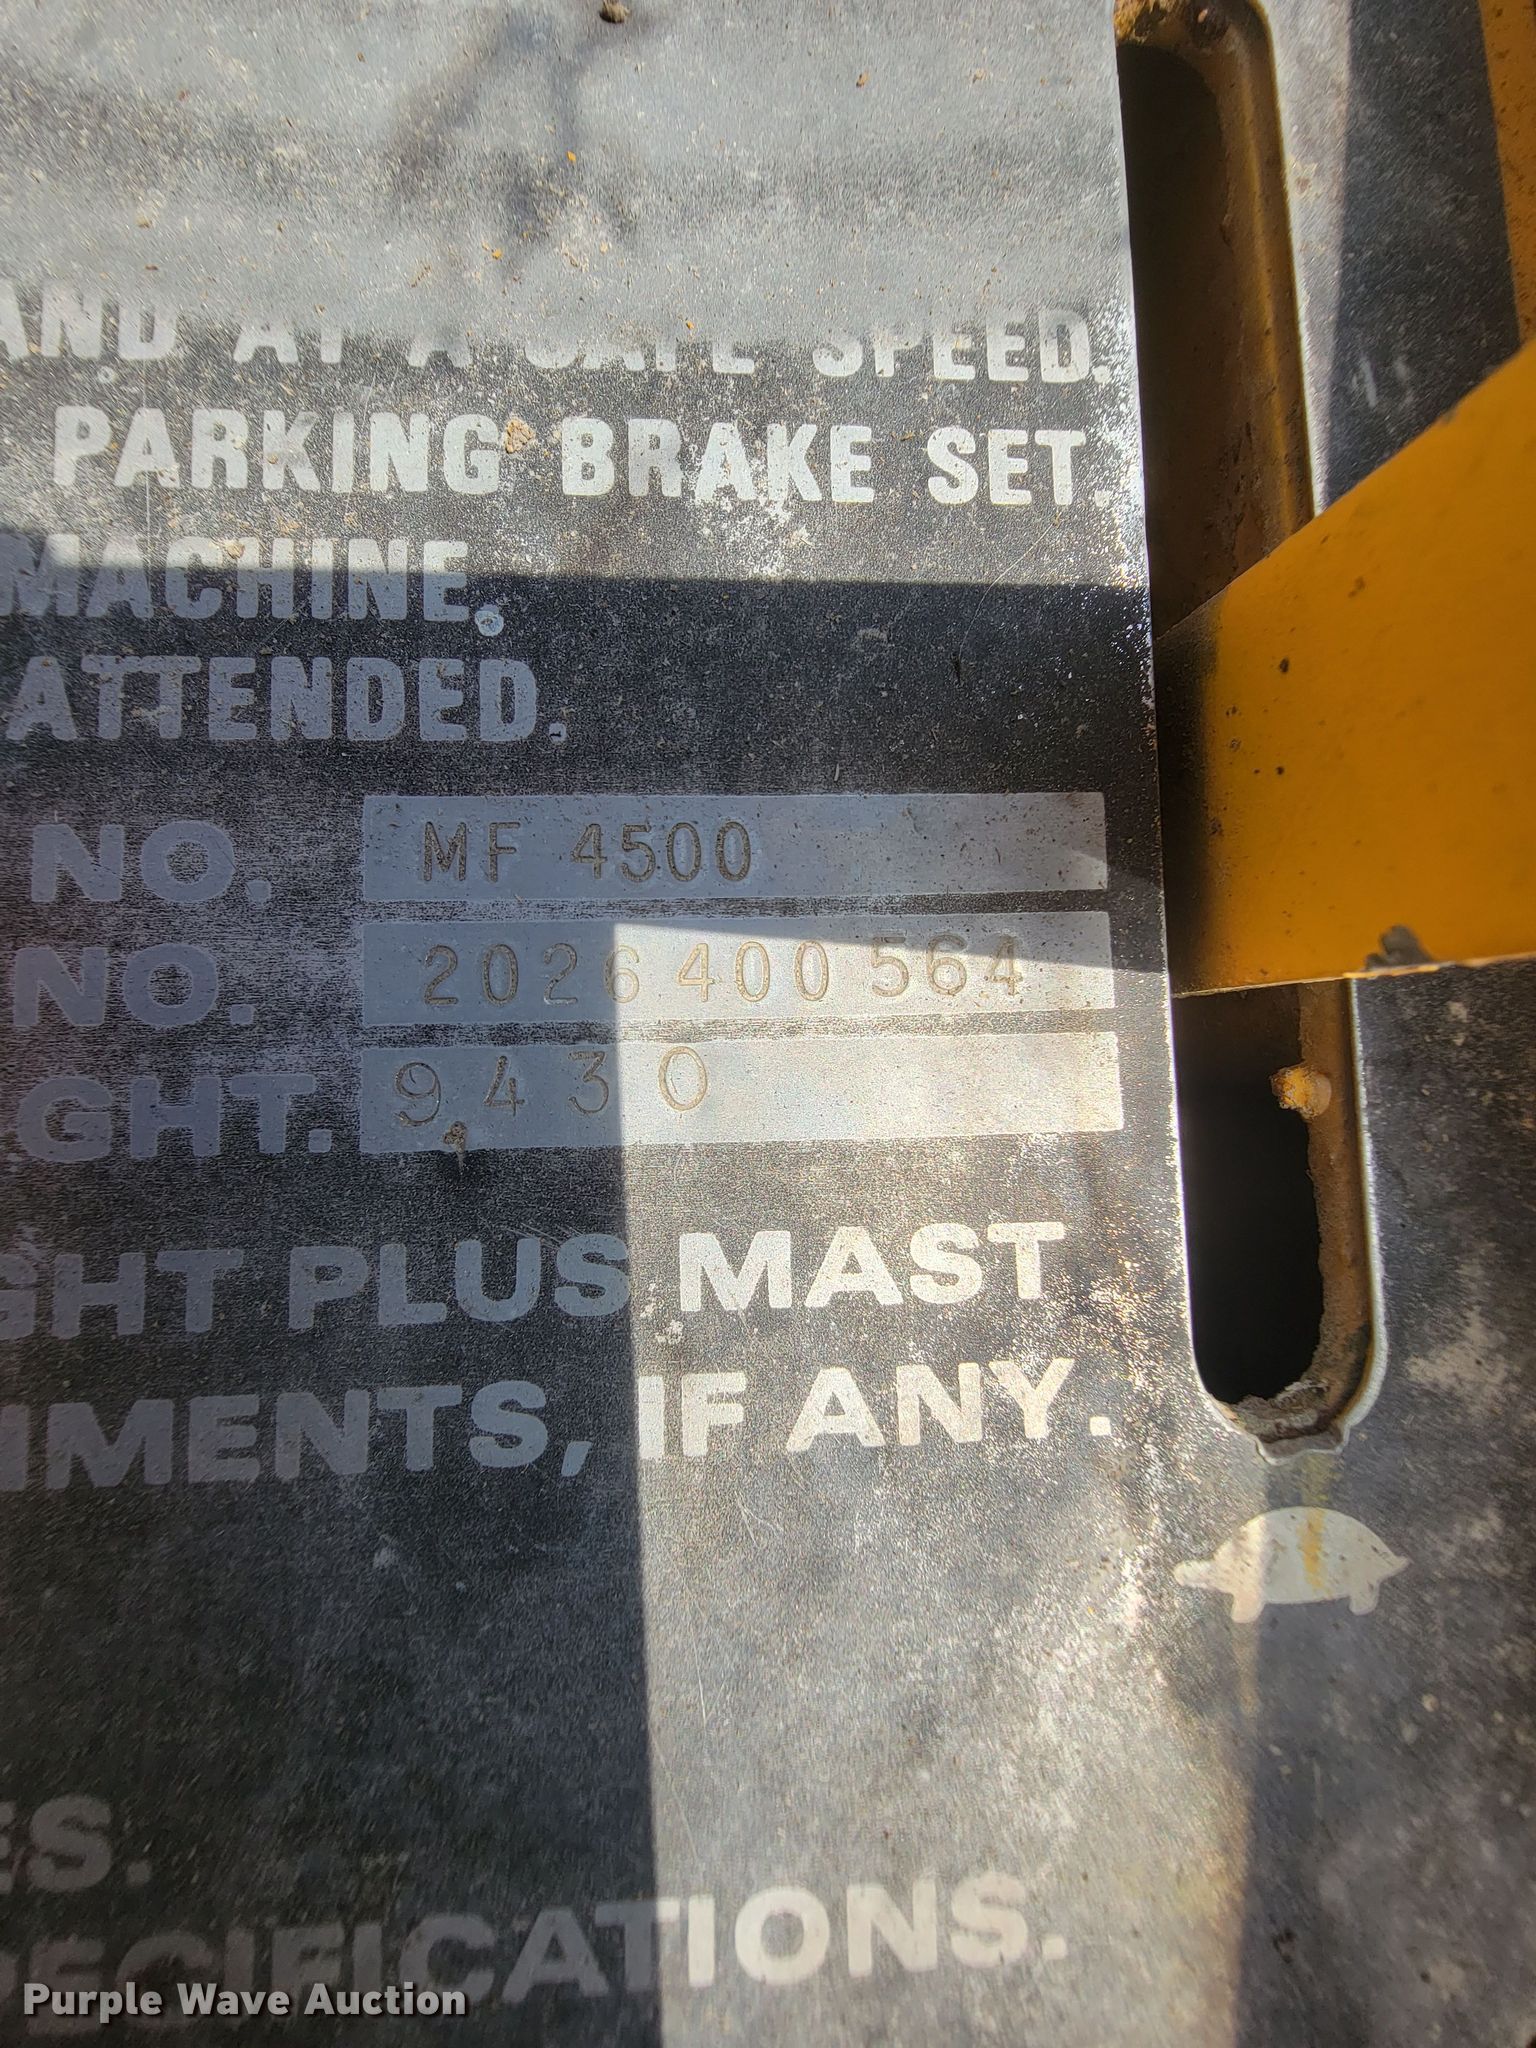 AND AT A SAFE SPEED.
PARKING BRAKE SET.
MACHINE.
ATTENDED.
NO. MF 4500
NO. 2026400564
GHT. 9430
GHT PLUS MAST
MENTS, IF ANY.
ES.
ECIFICATIONS.
Purple Wave Auction